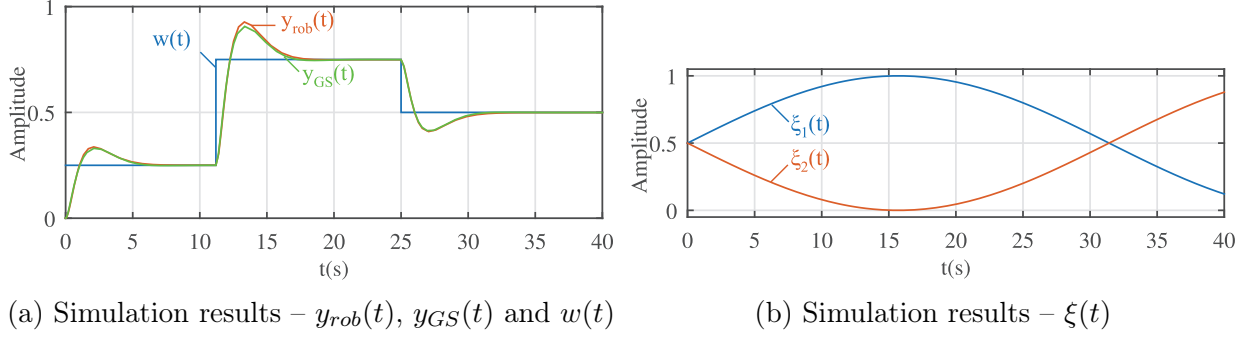 1
0.5
0
Amplitude
w(t)
y_rob(t)
y_GS(t)
0 5 10 15 20 25 30 35 40
t(s)
(a) Simulation results – y_rob(t), y_GS(t) and w(t)
1
0.5
0
Amplitude
ξ_1(t)
ξ_2(t)
0 5 10 15 20 25 30 35 40
t(s)
(b) Simulation results – ξ(t)